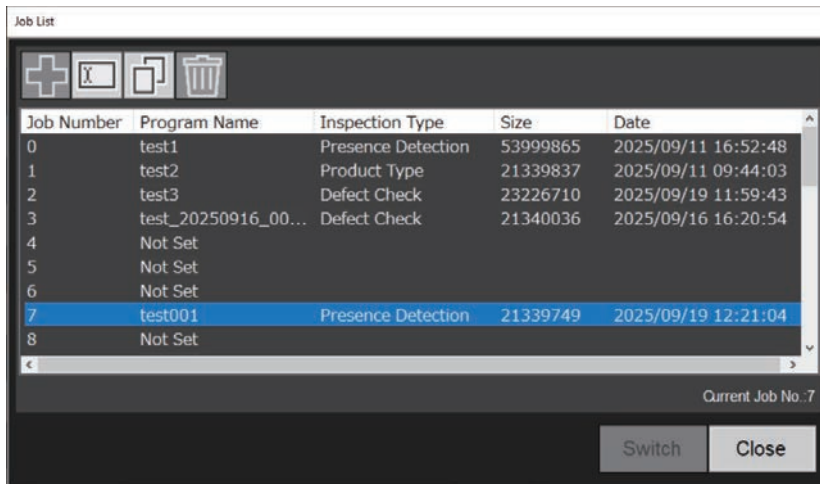 Job List
Job Number Program Name Inspection Type Size Date
0 test1 Presence Detection 53999865 2025/09/11 16:52:48
1 test2 Product Type 21339837 2025/09/11 09:44:03
2 test3 Defect Check 23226710 2025/09/19 11:59:43
3 test_20250916_00... Defect Check 21340036 2025/09/16 16:20:54
4 Not Set
5 Not Set
6 Not Set
7 test001 Presence Detection 21339749 2025/09/19 12:21:04
8 Not Set
Current Job No.:7
Switch Close